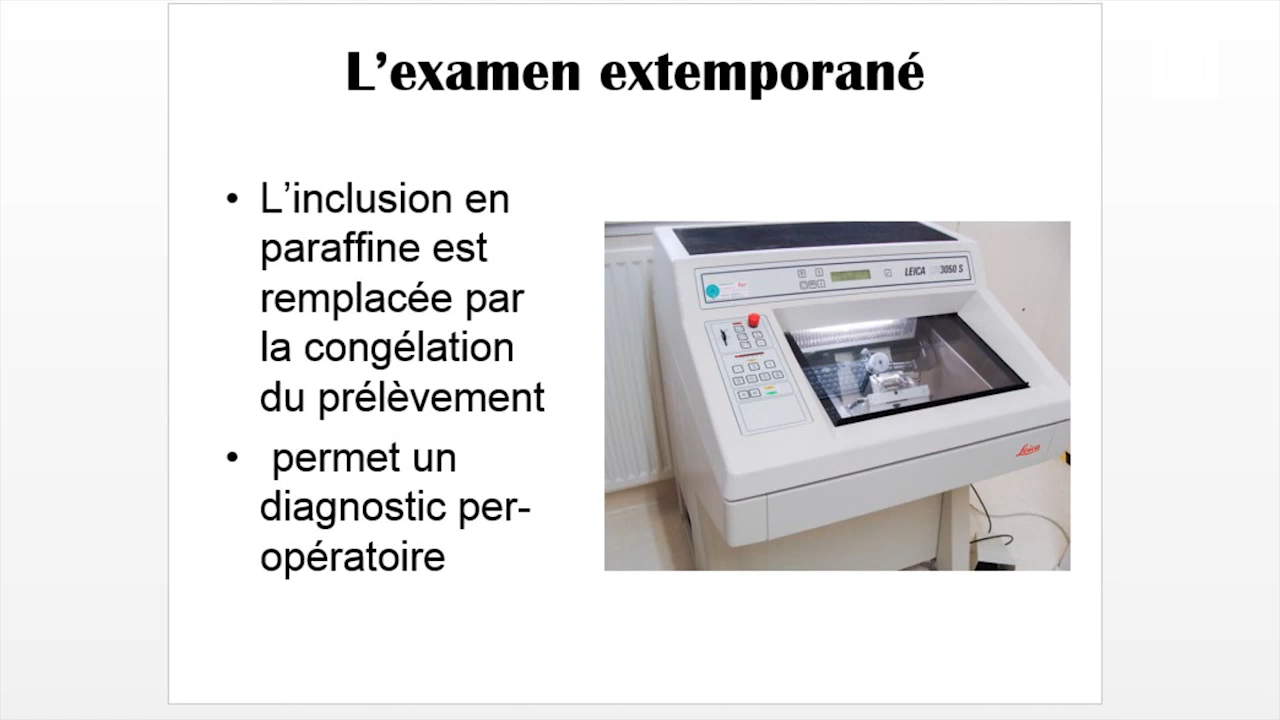 L’examen extemporané
• L’inclusion en
paraffine est
remplacée par
la congélation
du prélèvement
• permet un
diagnostic per-
opératoire
LEICA 3050 S
Leica